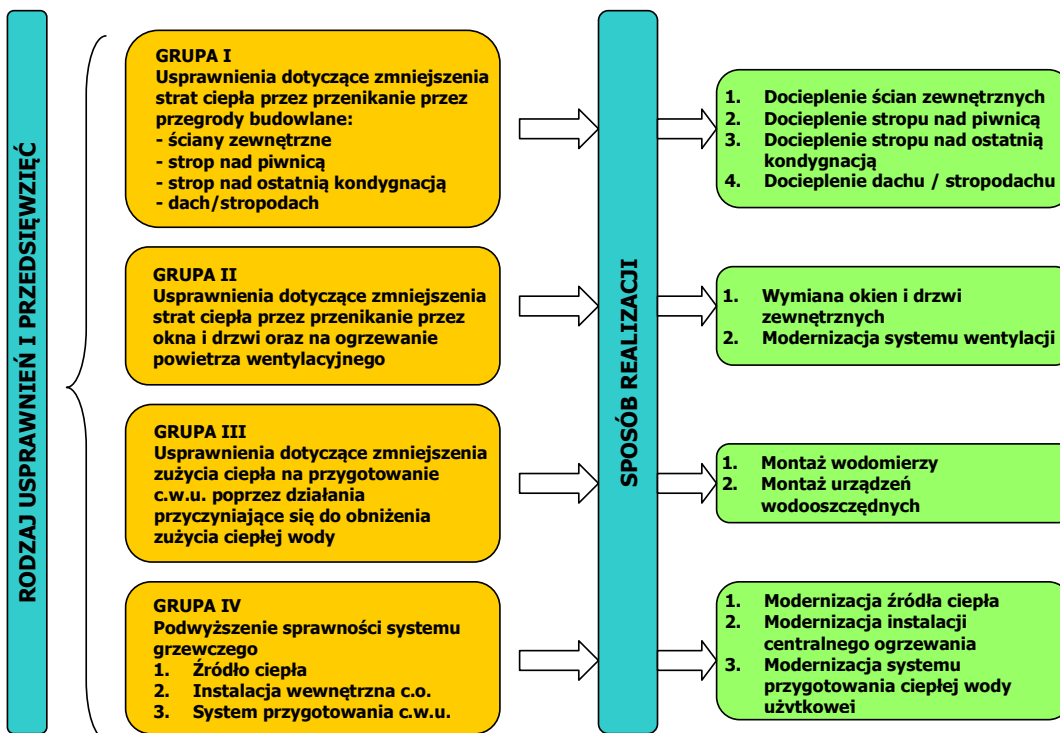 RODZAJ USPRAWNIEŃ I PRZEDSIĘWZIĘĆ
GRUPA I
Usprawnienia dotyczące zmniejszenia
strat ciepła przez przenikanie przez
przegrody budowlane:
- ściany zewnętrzne
- strop nad piwnicą
- strop nad ostatnią kondygnacją
- dach/stropodach
GRUPA II
Usprawnienia dotyczące zmniejszenia
strat ciepła przez przenikanie przez
okna i drzwi oraz na ogrzewanie
powietrza wentylacyjnego
GRUPA III
Usprawnienia dotyczące zmniejszenia
zużycia ciepła na przygotowanie
c.w.u. poprzez działania
przyczyniające się do obniżenia
zużycia ciepłej wody
GRUPA IV
Podwyższenie sprawności systemu
grzewczego
1. Źródło ciepła
2. Instalacja wewnętrzna c.o.
3. System przygotowania c.w.u.
SPOSÓB REALIZACJI
1. Docieplenie ścian zewnętrznych
2. Docieplenie stropu nad piwnicą
3. Docieplenie stropu nad ostatnią
kondygnacją
4. Docieplenie dachu / stropodachu
1. Wymiana okien i drzwi
zewnętrznych
2. Modernizacja systemu wentylacji
1. Montaż wodomierzy
2. Montaż urządzeń
wodooszczędnych
1. Modernizacja źródła ciepła
2. Modernizacja instalacji
centralnego ogrzewania
3. Modernizacja systemu
przygotowania ciepłej wody
użytkowej